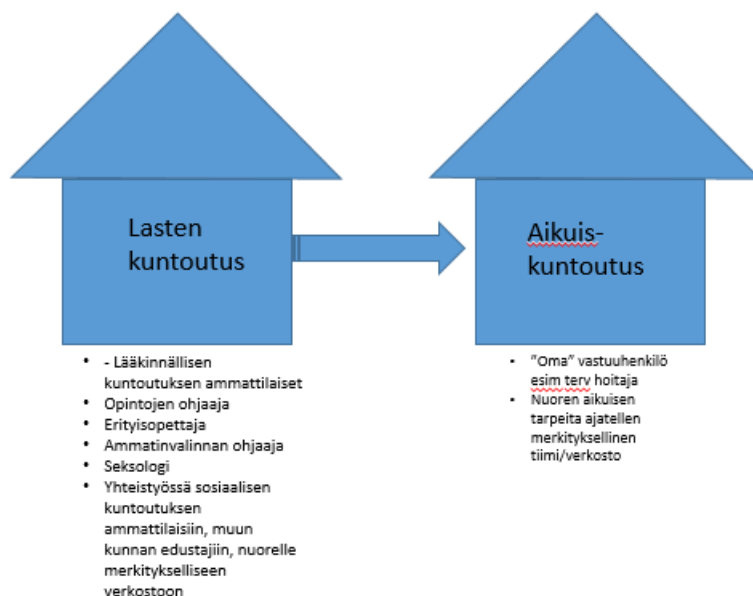 Lasten
kuntoutus
Aikuis-
kuntoutus
• - Lääkinnällisen
kuntoutuksen ammattilaiset
• Opintojen ohjaaja
• Erityisopettaja
• Ammatinvalinnan ohjaaja
• Seksologi
• Yhteistyössä sosiaalisen
kuntoutuksen
ammattilaisiin, muun
kunnan edustajiin, nuorelle
merkitykselliseen
verkostoon
• "Oma" vastuuhenkilö
esim terv hoitaja
• Nuoren aikuisen
tarpeita ajatellen
merkityksellinen
tiimi/verkosto